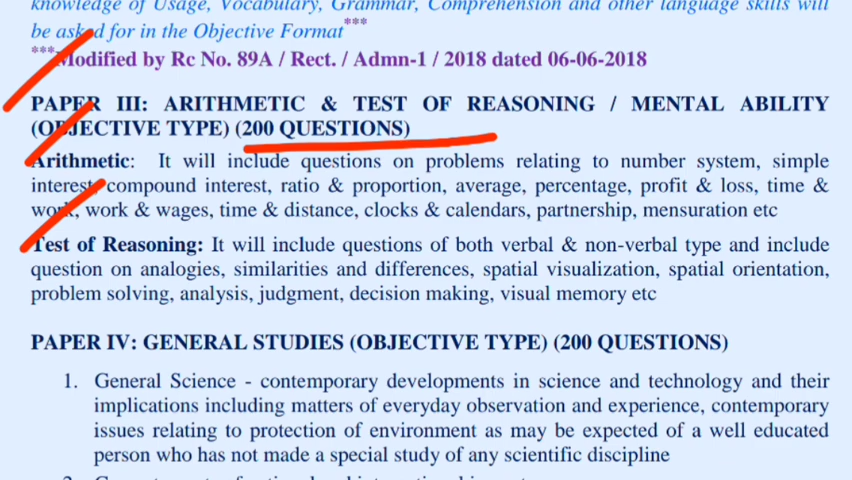 knowledge of Usage, Vocabulary, Grammar, Comprehension and other language skills will
be asked for in the Objective Format***
***Modified by Rc No. 89A / Rect. / Admn-1 / 2018 dated 06-06-2018
PAPER III: ARITHMETIC & TEST OF REASONING / MENTAL ABILITY
(OBJECTIVE TYPE) (200 QUESTIONS)
Arithmetic: It will include questions on problems relating to number system, simple
interest, compound interest, ratio & proportion, average, percentage, profit & loss, time &
work, work & wages, time & distance, clocks & calendars, partnership, mensuration etc
Test of Reasoning: It will include questions of both verbal & non-verbal type and include
question on analogies, similarities and differences, spatial visualization, spatial orientation,
problem solving, analysis, judgment, decision making, visual memory etc
PAPER IV: GENERAL STUDIES (OBJECTIVE TYPE) (200 QUESTIONS)
1. General Science - contemporary developments in science and technology and their
implications including matters of everyday observation and experience, contemporary
issues relating to protection of environment as may be expected of a well educated
person who has not made a special study of any scientific discipline